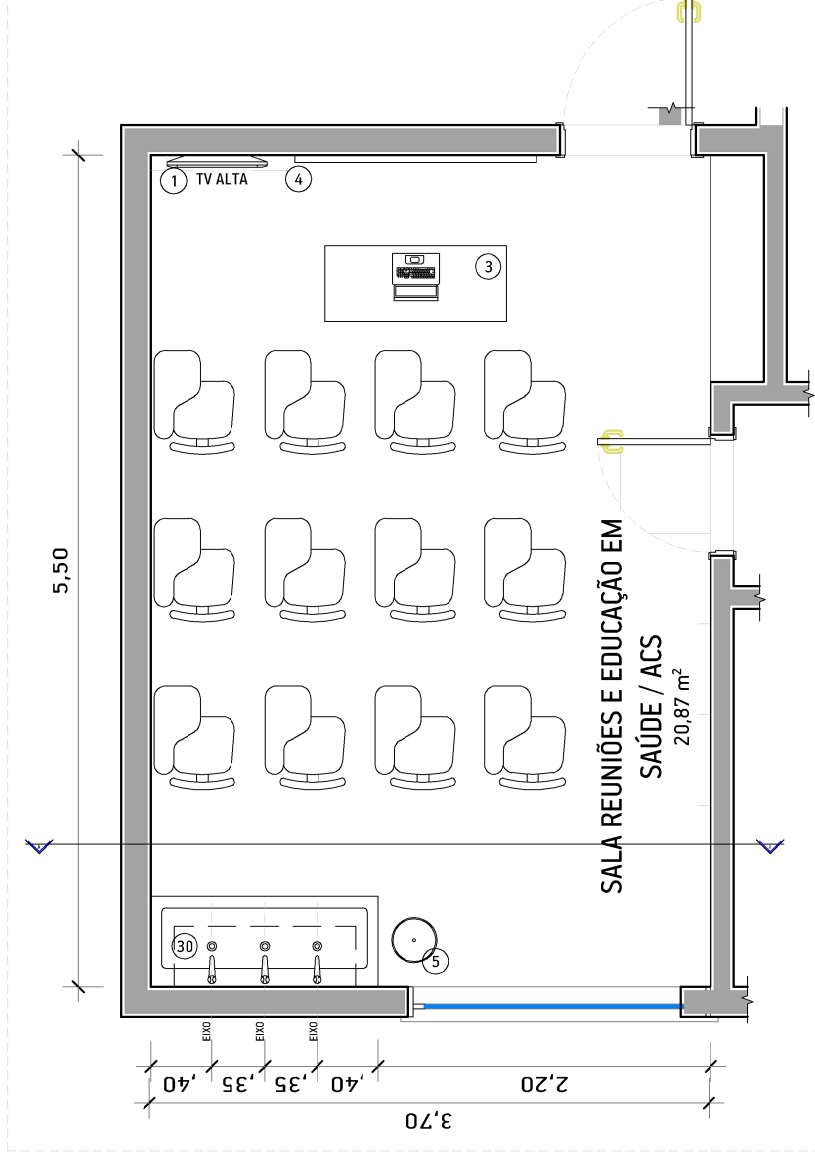 1
TV ALTA
4
3
5,50
SALA REUNIÕES E EDUCAÇÃO EM
SAÚDE / ACS
20,87 m²
30
5
EIXO
EIXO
EIXO
,40
,35
,35
,40
2,20
3,70